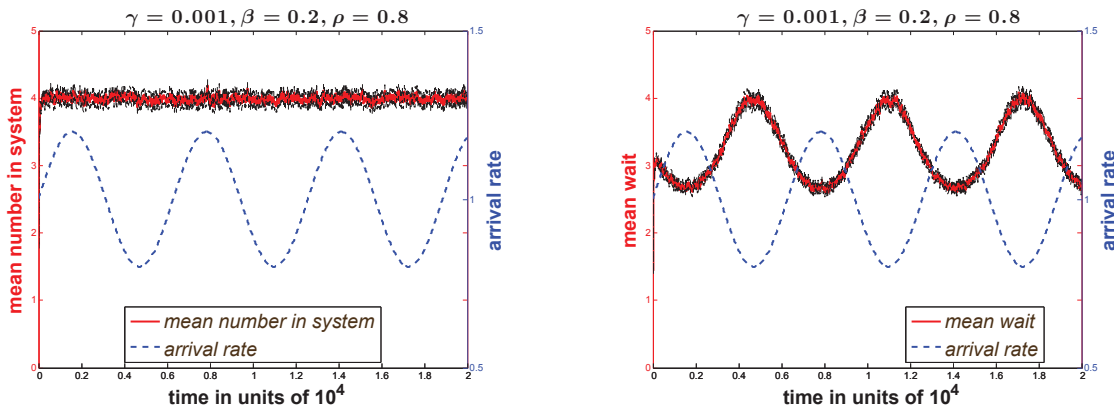 γ = 0.001, β = 0.2, ρ = 0.8
5
4
3
2
1
0
mean number in system
1.5
1
0.5
arrival rate
mean number in system
arrival rate
0 0.2 0.4 0.6 0.8 1 1.2 1.4 1.6 1.8 2
time in units of 10⁴
γ = 0.001, β = 0.2, ρ = 0.8
5
4
3
2
1
0
mean wait
1.5
1
0.5
arrival rate
mean wait
arrival rate
0 0.2 0.4 0.6 0.8 1 1.2 1.4 1.6 1.8 2
time in units of 10⁴